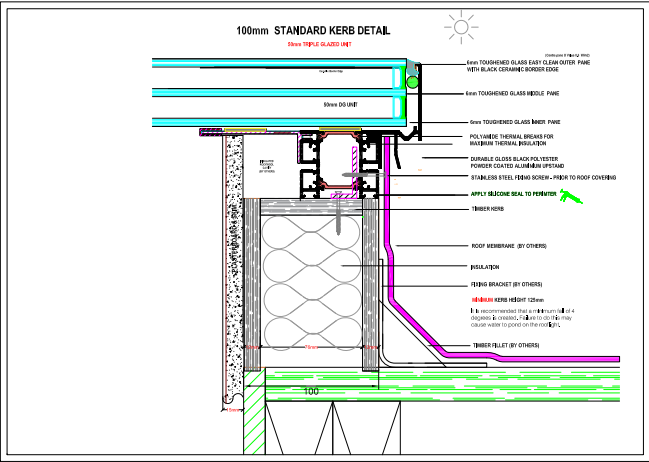 100mm STANDARD KERB DETAIL
50mm TRIPLE GLAZED UNIT
6mm TOUGHENED GLASS EASY CLEAN OUTER PANE
WITH BLACK CERAMIC BORDER EDGE
6mm TOUGHENED GLASS MIDDLE PANE
50mm DG UNIT
6mm TOUGHENED GLASS INNER PANE
POLYAMIDE THERMAL BREAKS FOR
MAXIMUM THERMAL INSULATION
DURABLE GLOSS BLACK POLYESTER
POWDER COATED ALUMINIUM UPSTAND
STAINLESS STEEL FIXING SCREW - PRIOR TO ROOF COVERING
APPLY SILICONE SEAL TO PERIMTER
TIMBER KERB
ROOF MEMBRANE (BY OTHERS)
INSULATION
FIXING BRACKET (BY OTHERS)
MINIMUM KERB HEIGHT 125mm
It is recommended that a minimum fall of 4
degrees is created. Failure to do this may
cause water to pond on the rooflight.
TIMBER FILLET (BY OTHERS)
(BY OTHERS)
76mm
100